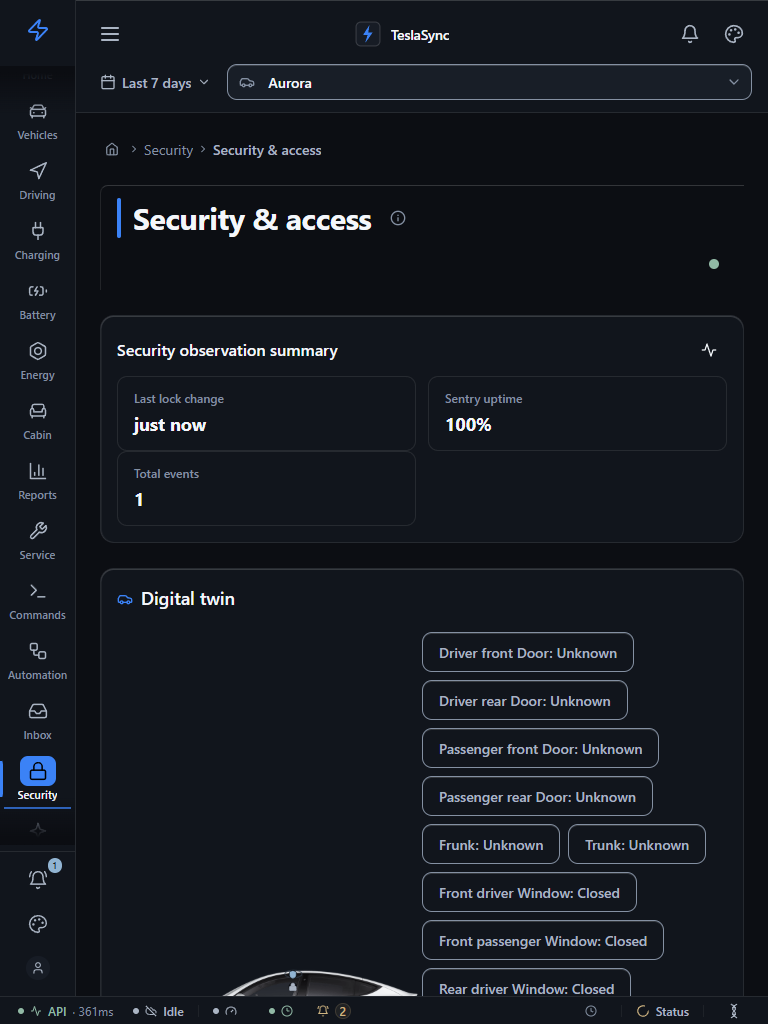 TeslaSync
Last 7 days
Aurora
Home
Vehicles
Driving
Charging
Battery
Energy
Cabin
Reports
Service
Commands
Automation
Inbox
Security
1
Security
Security & access
Security & access
Security observation summary
Last lock change
just now
Sentry uptime
100%
Total events
1
Digital twin
Driver front Door: Unknown
Driver rear Door: Unknown
Passenger front Door: Unknown
Passenger rear Door: Unknown
Frunk: Unknown
Trunk: Unknown
Front driver Window: Closed
Front passenger Window: Closed
Rear driver Window: Closed
API · 361ms
Idle
2
Status